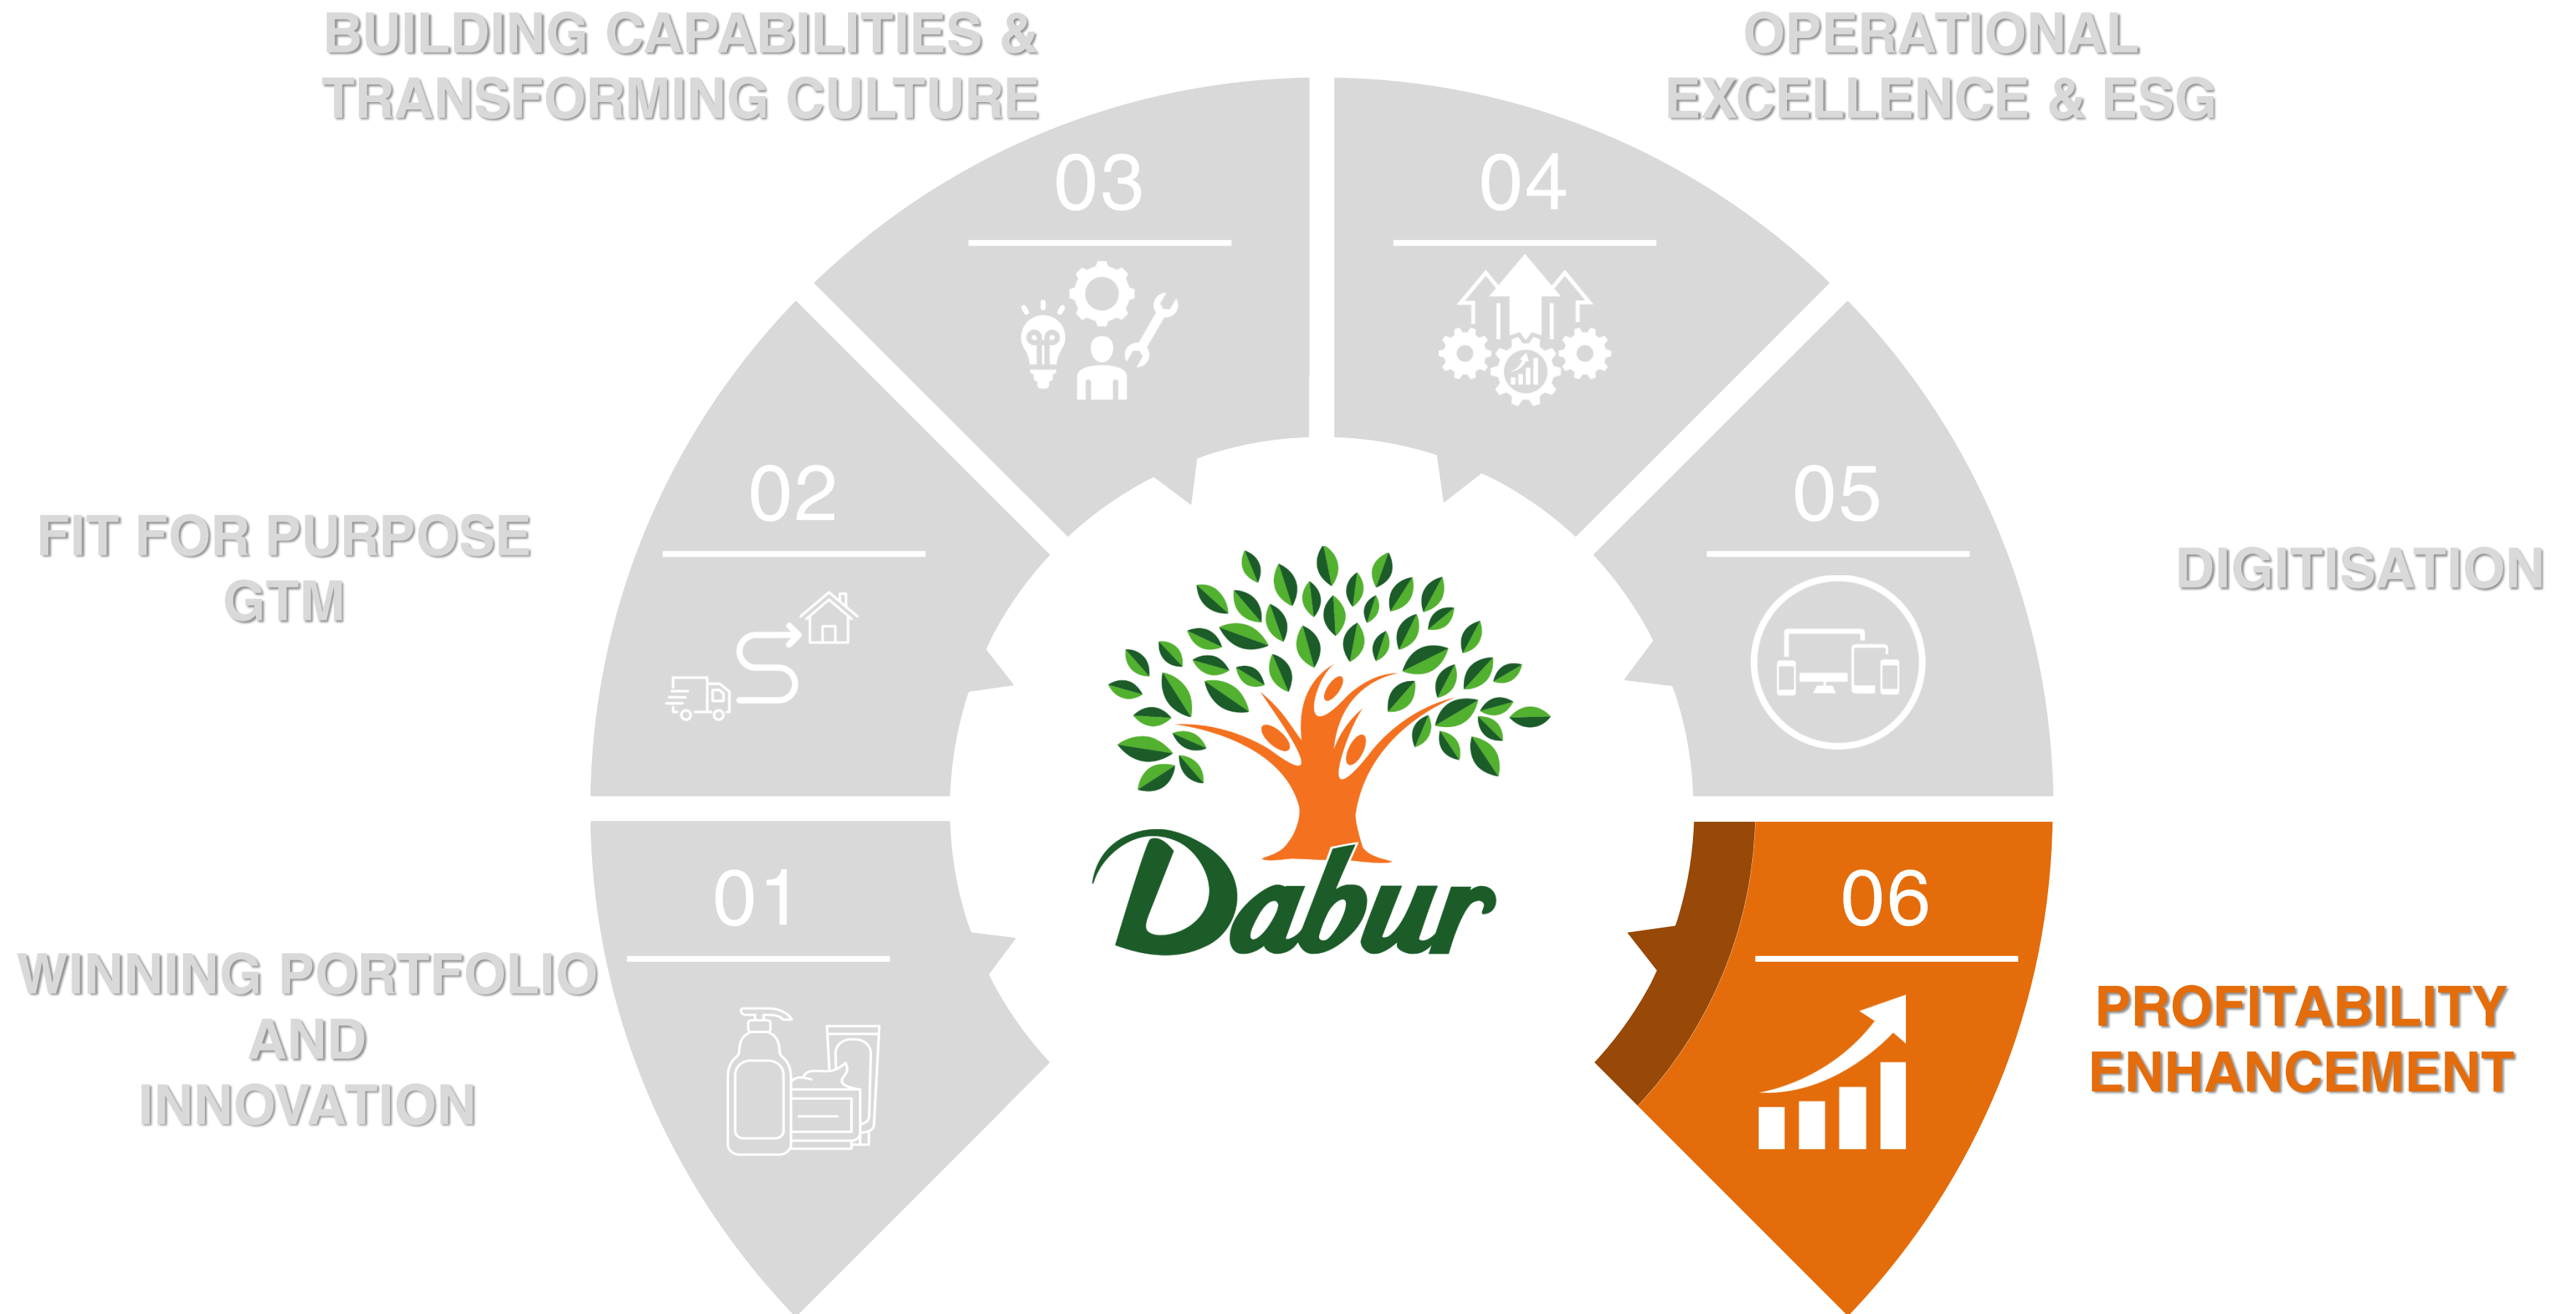 BUILDING CAPABILITIES &
TRANSFORMING CULTURE
OPERATIONAL
EXCELLENCE & ESG
03
04
02
05
FIT FOR PURPOSE
GTM
DIGITISATION
Dabur
01
06
WINNING PORTFOLIO
AND
INNOVATION
PROFITABILITY
ENHANCEMENT